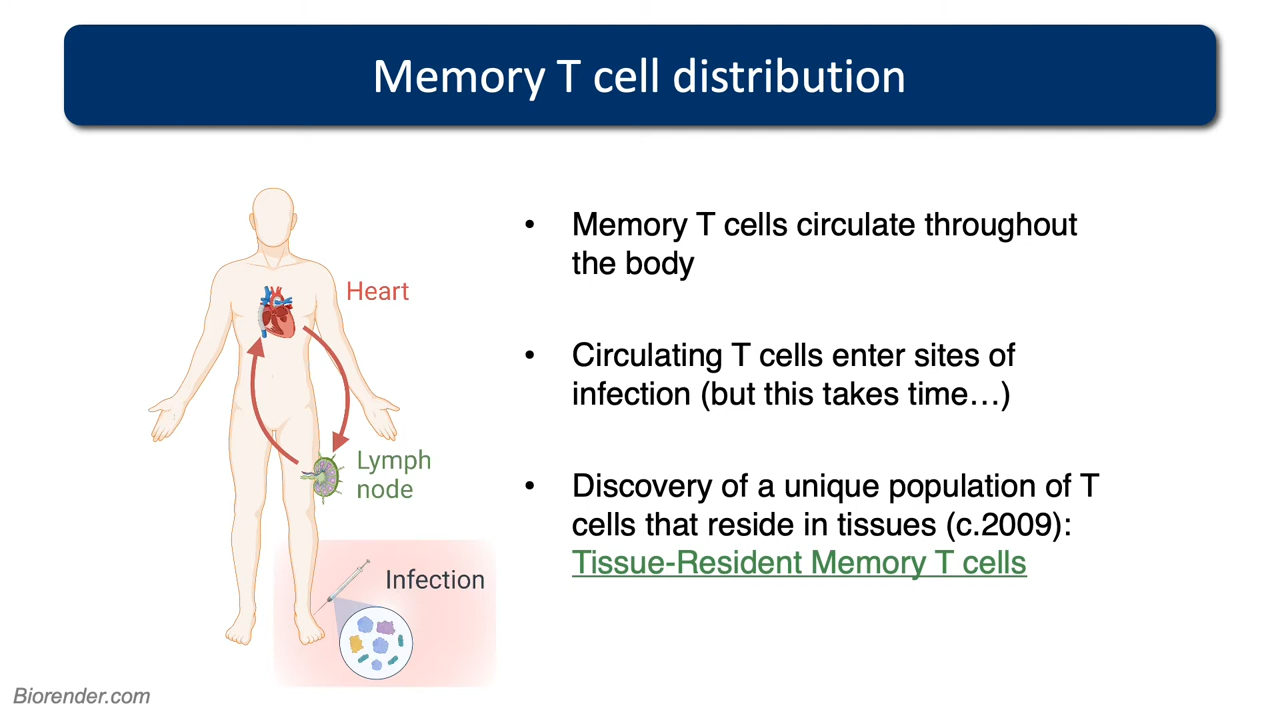 Memory T cell distribution
Heart
Lymph
node
Infection
• Memory T cells circulate throughout
the body
• Circulating T cells enter sites of
infection (but this takes time…)
• Discovery of a unique population of T
cells that reside in tissues (c.2009):
Tissue-Resident Memory T cells
Biorender.com